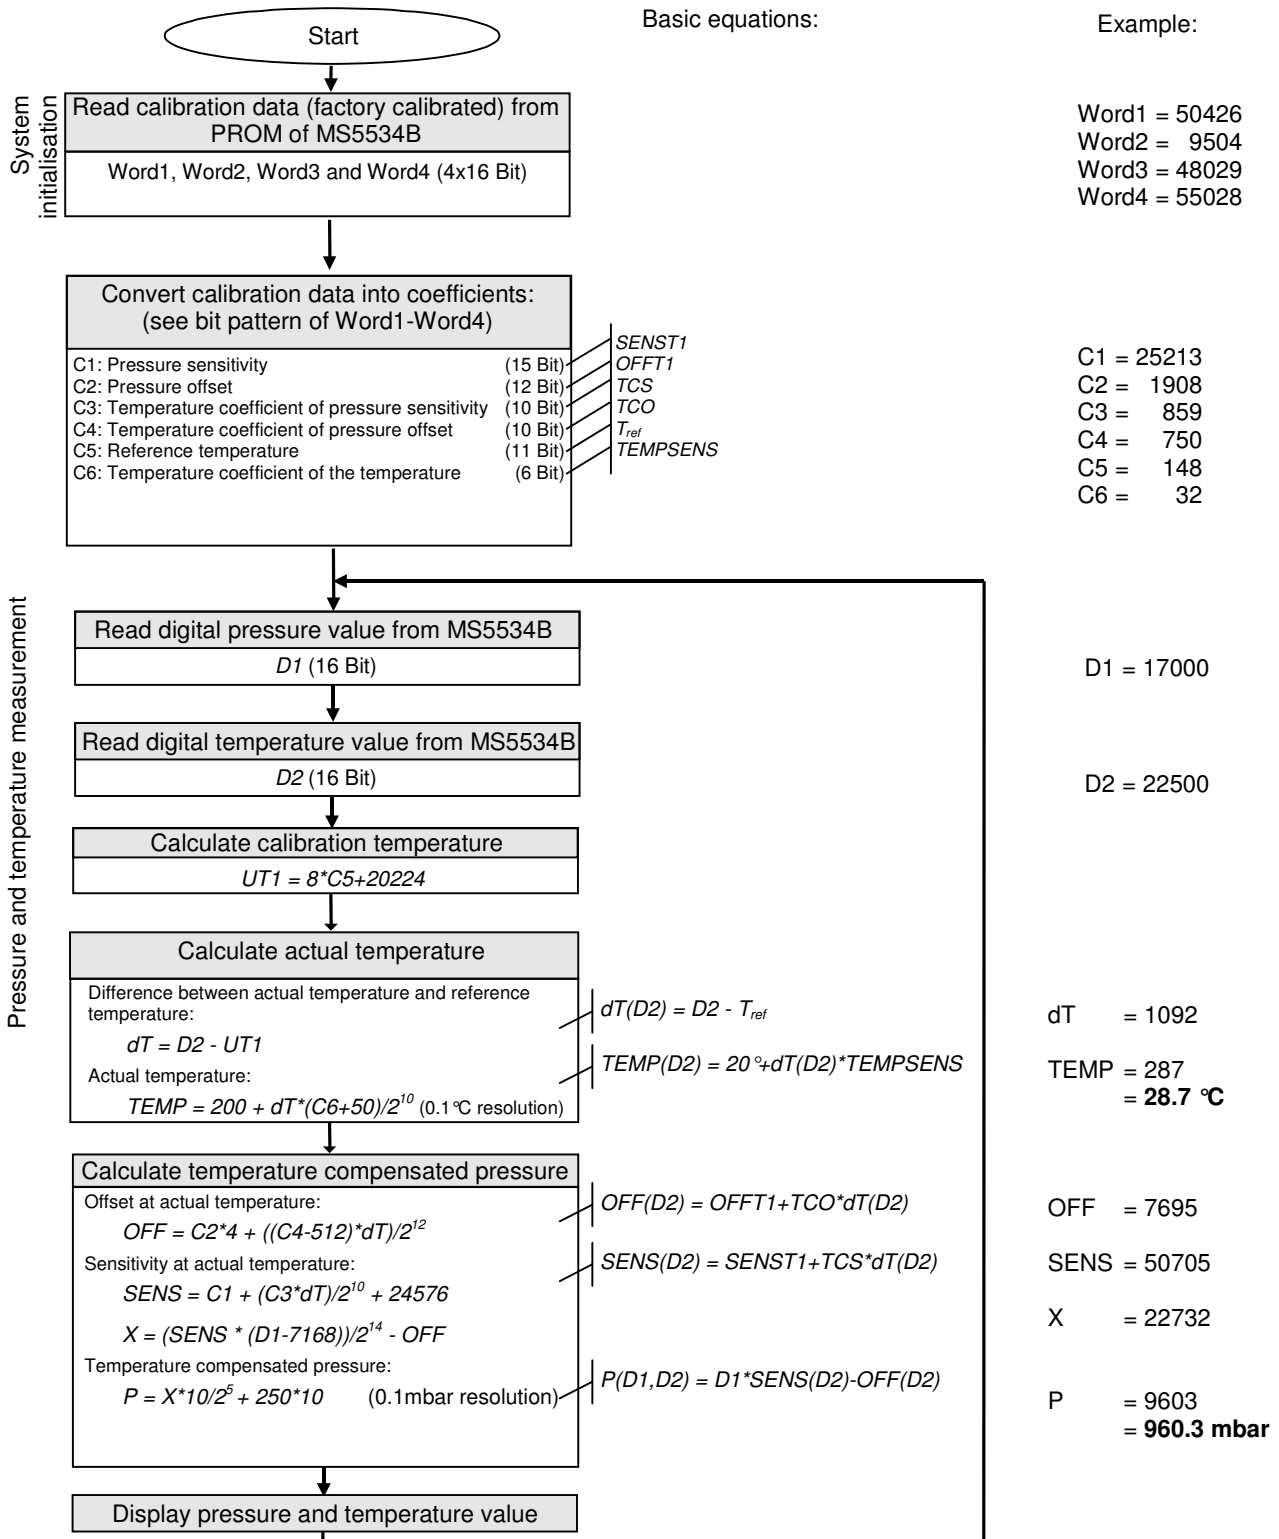 Basic equations:
Example:
Start
System
initialisation
Read calibration data (factory calibrated) from
PROM of MS5534B
Word1, Word2, Word3 and Word4 (4x16 Bit)
Word1 = 50426
Word2 = 9504
Word3 = 48029
Word4 = 55028
Convert calibration data into coefficients:
(see bit pattern of Word1-Word4)
C1: Pressure sensitivity (15 Bit)
C2: Pressure offset (12 Bit)
C3: Temperature coefficient of pressure sensitivity (10 Bit)
C4: Temperature coefficient of pressure offset (10 Bit)
C5: Reference temperature (11 Bit)
C6: Temperature coefficient of the temperature (6 Bit)
SENST1
OFFT1
TCS
TCO
Tref
TEMPSENS
C1 = 25213
C2 = 1908
C3 = 859
C4 = 750
C5 = 148
C6 = 32
Pressure and temperature measurement
Read digital pressure value from MS5534B
D1 (16 Bit)
D1 = 17000
Read digital temperature value from MS5534B
D2 (16 Bit)
D2 = 22500
Calculate calibration temperature
UT1 = 8*C5+20224
Calculate actual temperature
Difference between actual temperature and reference
temperature:
dT = D2 - UT1
Actual temperature:
TEMP = 200 + dT*(C6+50)/2^10 (0.1°C resolution)
dT(D2) = D2 - Tref
TEMP(D2) = 20°+dT(D2)*TEMPSENS
dT = 1092
TEMP = 287
= 28.7 °C
Calculate temperature compensated pressure
Offset at actual temperature:
OFF = C2*4 + ((C4-512)*dT)/2^12
Sensitivity at actual temperature:
SENS = C1 + (C3*dT)/2^10 + 24576
X = (SENS * (D1-7168))/2^14 - OFF
Temperature compensated pressure:
P = X*10/2^5 + 250*10 (0.1mbar resolution)
OFF(D2) = OFFT1+TCO*dT(D2)
SENS(D2) = SENST1+TCS*dT(D2)
P(D1,D2) = D1*SENS(D2)-OFF(D2)
OFF = 7695
SENS = 50705
X = 22732
P = 9603
= 960.3 mbar
Display pressure and temperature value